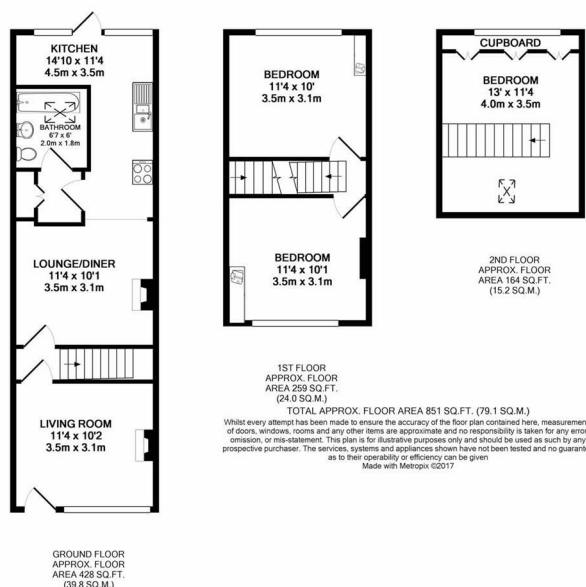 KITCHEN
14'10 x 11'4
4.5m x 3.5m
BATHROOM
6'7 x 6'
2.0m x 1.8m
LOUNGE/DINER
11'4 x 10'1
3.5m x 3.1m
LIVING ROOM
11'4 x 10'2
3.5m x 3.1m
GROUND FLOOR
APPROX. FLOOR
AREA 428 SQ.FT.
(39.8 SQ.M.)
BEDROOM
11'4 x 10'
3.5m x 3.1m
BEDROOM
11'4 x 10'1
3.5m x 3.1m
1ST FLOOR
APPROX. FLOOR
AREA 259 SQ.FT.
(24.0 SQ.M.)
CUPBOARD
BEDROOM
13' x 11'4
4.0m x 3.5m
2ND FLOOR
APPROX. FLOOR
AREA 164 SQ.FT.
(15.2 SQ.M.)
TOTAL APPROX. FLOOR AREA 851 SQ.FT. (79.1 SQ.M.)
Whilst every attempt has been made to ensure the accuracy of the floor plan contained here, measuremen
of doors, windows, rooms and any other items are approximate and no responsibility is taken for any error
omission, or mis-statement. This plan is for illustrative purposes only and should be used as such by any
prospective purchaser. The services, systems and appliances shown have not been tested and no guarante
as to their operability or efficiency can be given
Made with Metropix ©2017